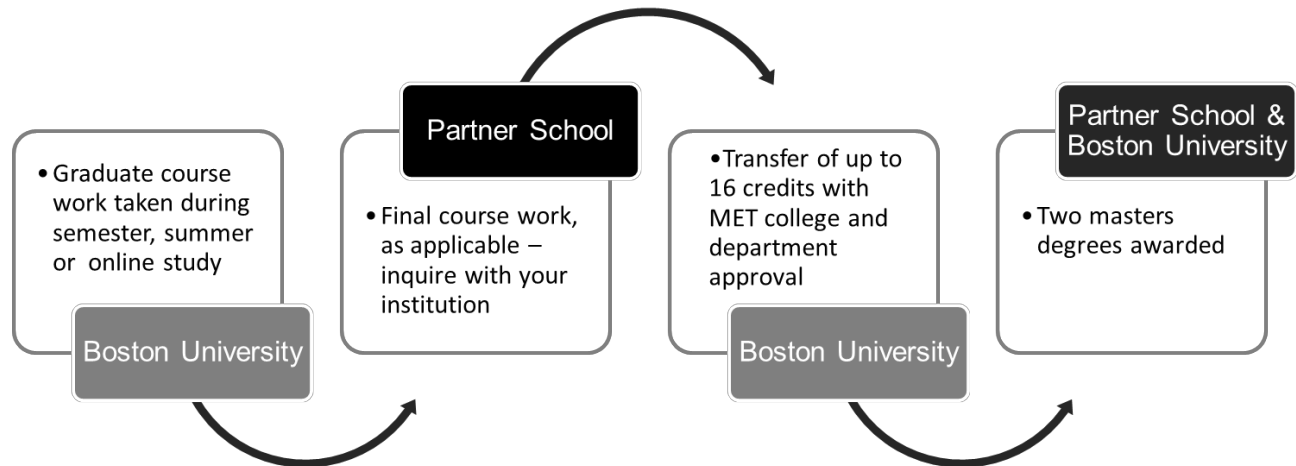 • Graduate course
work taken during
semester, summer
or online study
Boston University
Partner School
• Final course work,
as applicable –
inquire with your
institution
•Transfer of up to
16 credits with
MET college and
department
approval
Boston University
Partner School &
Boston University
• Two masters
degrees awarded